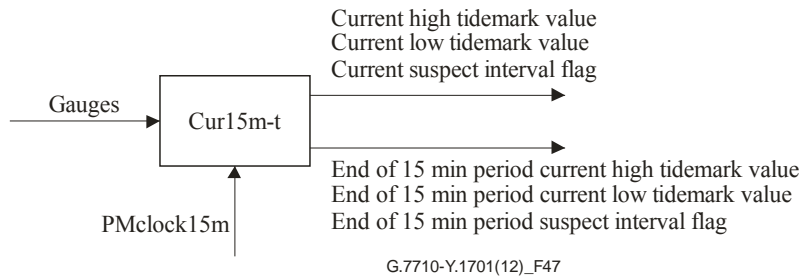 Current high tidemark value
Current low tidemark value
Current suspect interval flag
Gauges
Cur15m-t
End of 15 min period current high tidemark value
End of 15 min period current low tidemark value
End of 15 min period suspect interval flag
PMclock15m
G.7710-Y.1701(12)_F47